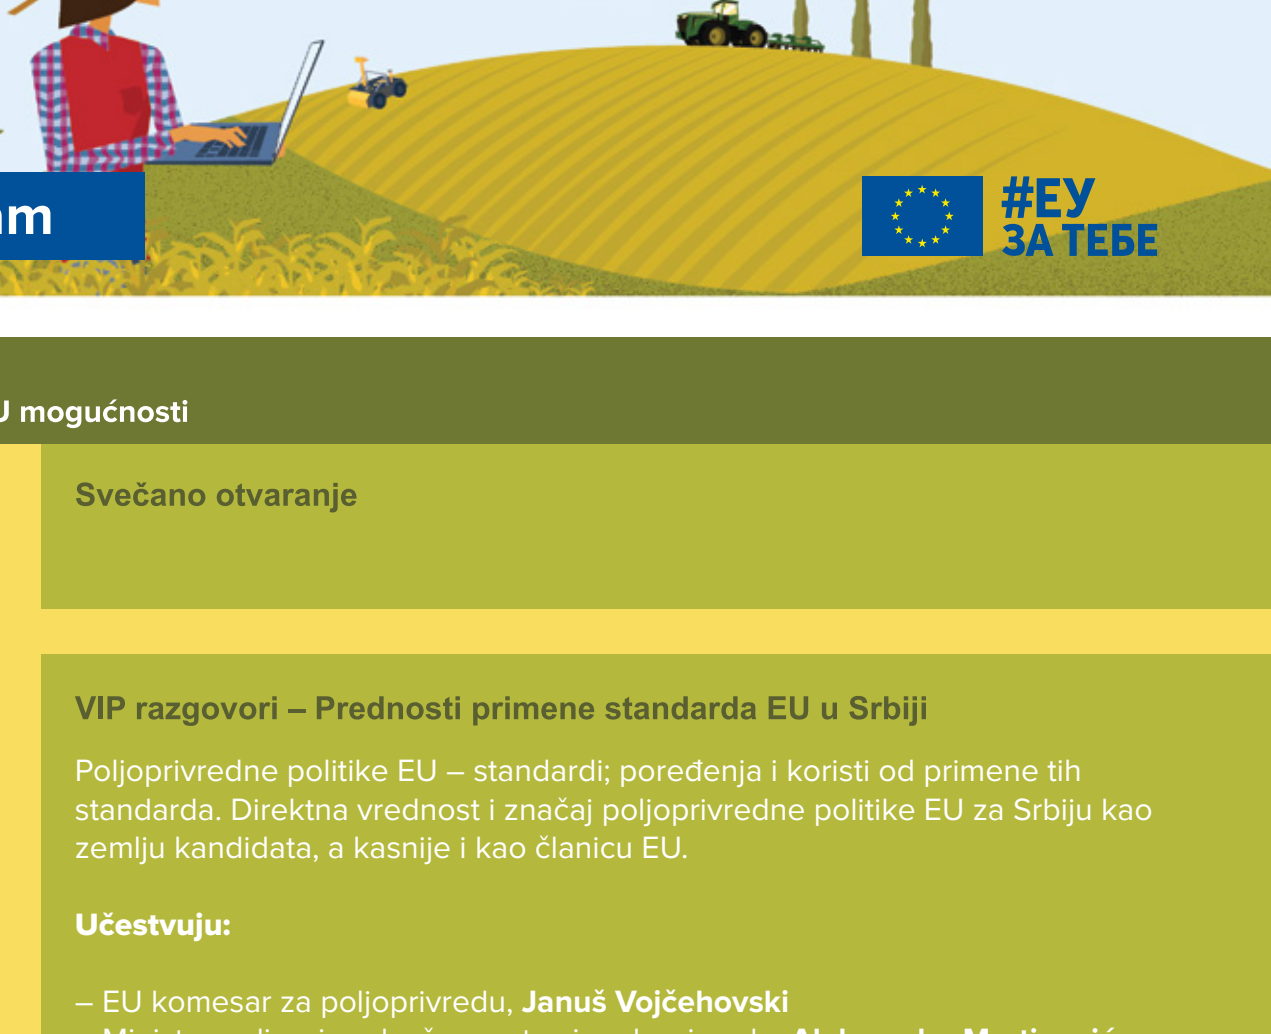 #ЕУ
ЗА ТЕБЕ
mogućnosti
Svečano otvaranje
VIP razgovori – Prednosti primene standarda EU u Srbiji
Poljoprivredne politike EU – standardi; poređenja i koristi od primene tih
standarda. Direktna vrednost i značaj poljoprivredne politike EU za Srbiju kao
zemlju kandidata, a kasnije i kao članicu EU.
Učestvuju:
– EU komesar za poljoprivredu, Januš Vojčehovski